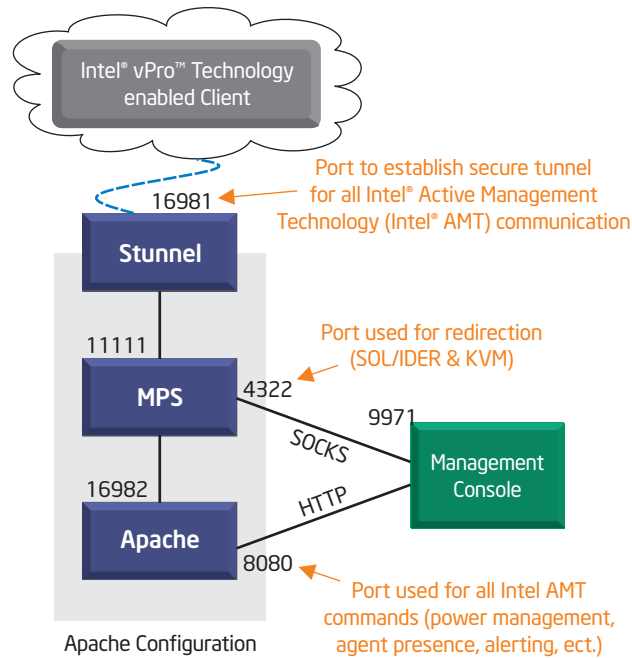 Intel® vPro™ Technology
enabled Client
Port to establish secure tunnel
for all Intel® Active Management
Technology (Intel® AMT) communication
16981
Stunnel
11111
Port used for redirection
(SOL/IDER & KVM)
MPS
4322
9971
SOCKS
Management
Console
16982
HTTP
Apache
8080
Port used for all Intel AMT
commands (power management,
agent presence, alerting, ect.)
Apache Configuration